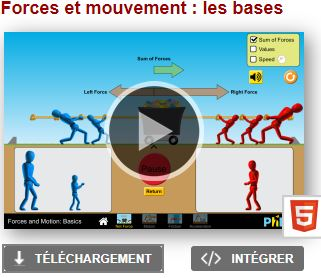 Forces et mouvement : les bases
Sum of Forces
Values
Speed
Sum of Forces
Left Force
Right Force
Pause
Return
Forces and Motion: Basics
Net Force
Motion
Friction
Acceleration
5
TÉLÉCHARGEMENT
INTÉGRER